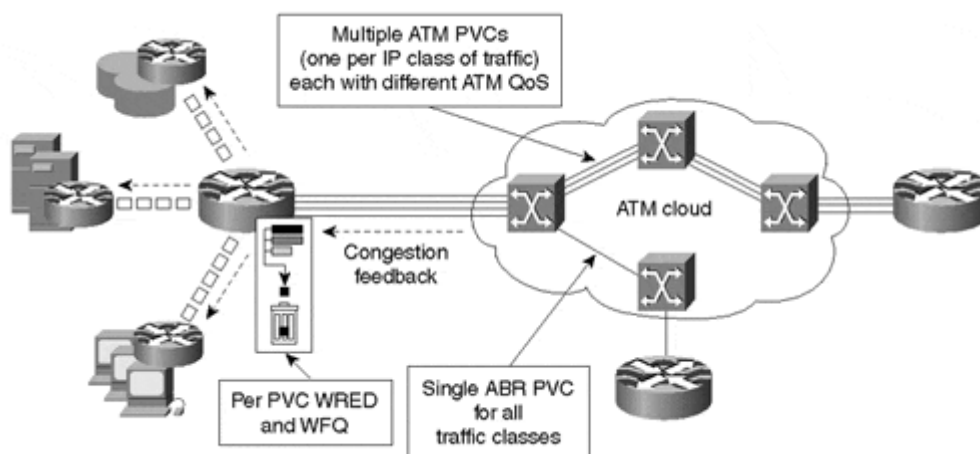 Multiple ATM PVCs
(one per IP class of traffic)
each with different ATM QoS
ATM cloud
Congestion
feedback
Per PVC WRED
and WFQ
Single ABR PVC
for all
traffic classes